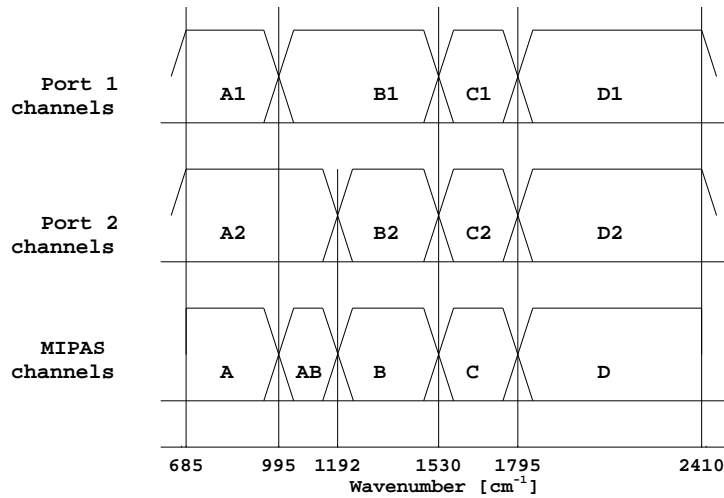 Port 1
channels
A1 B1 C1 D1
Port 2
channels
A2 B2 C2 D2
MIPAS
channels
A AB B C D
685 995 1192 1530 1795 2410
Wavenumber [cm⁻¹]